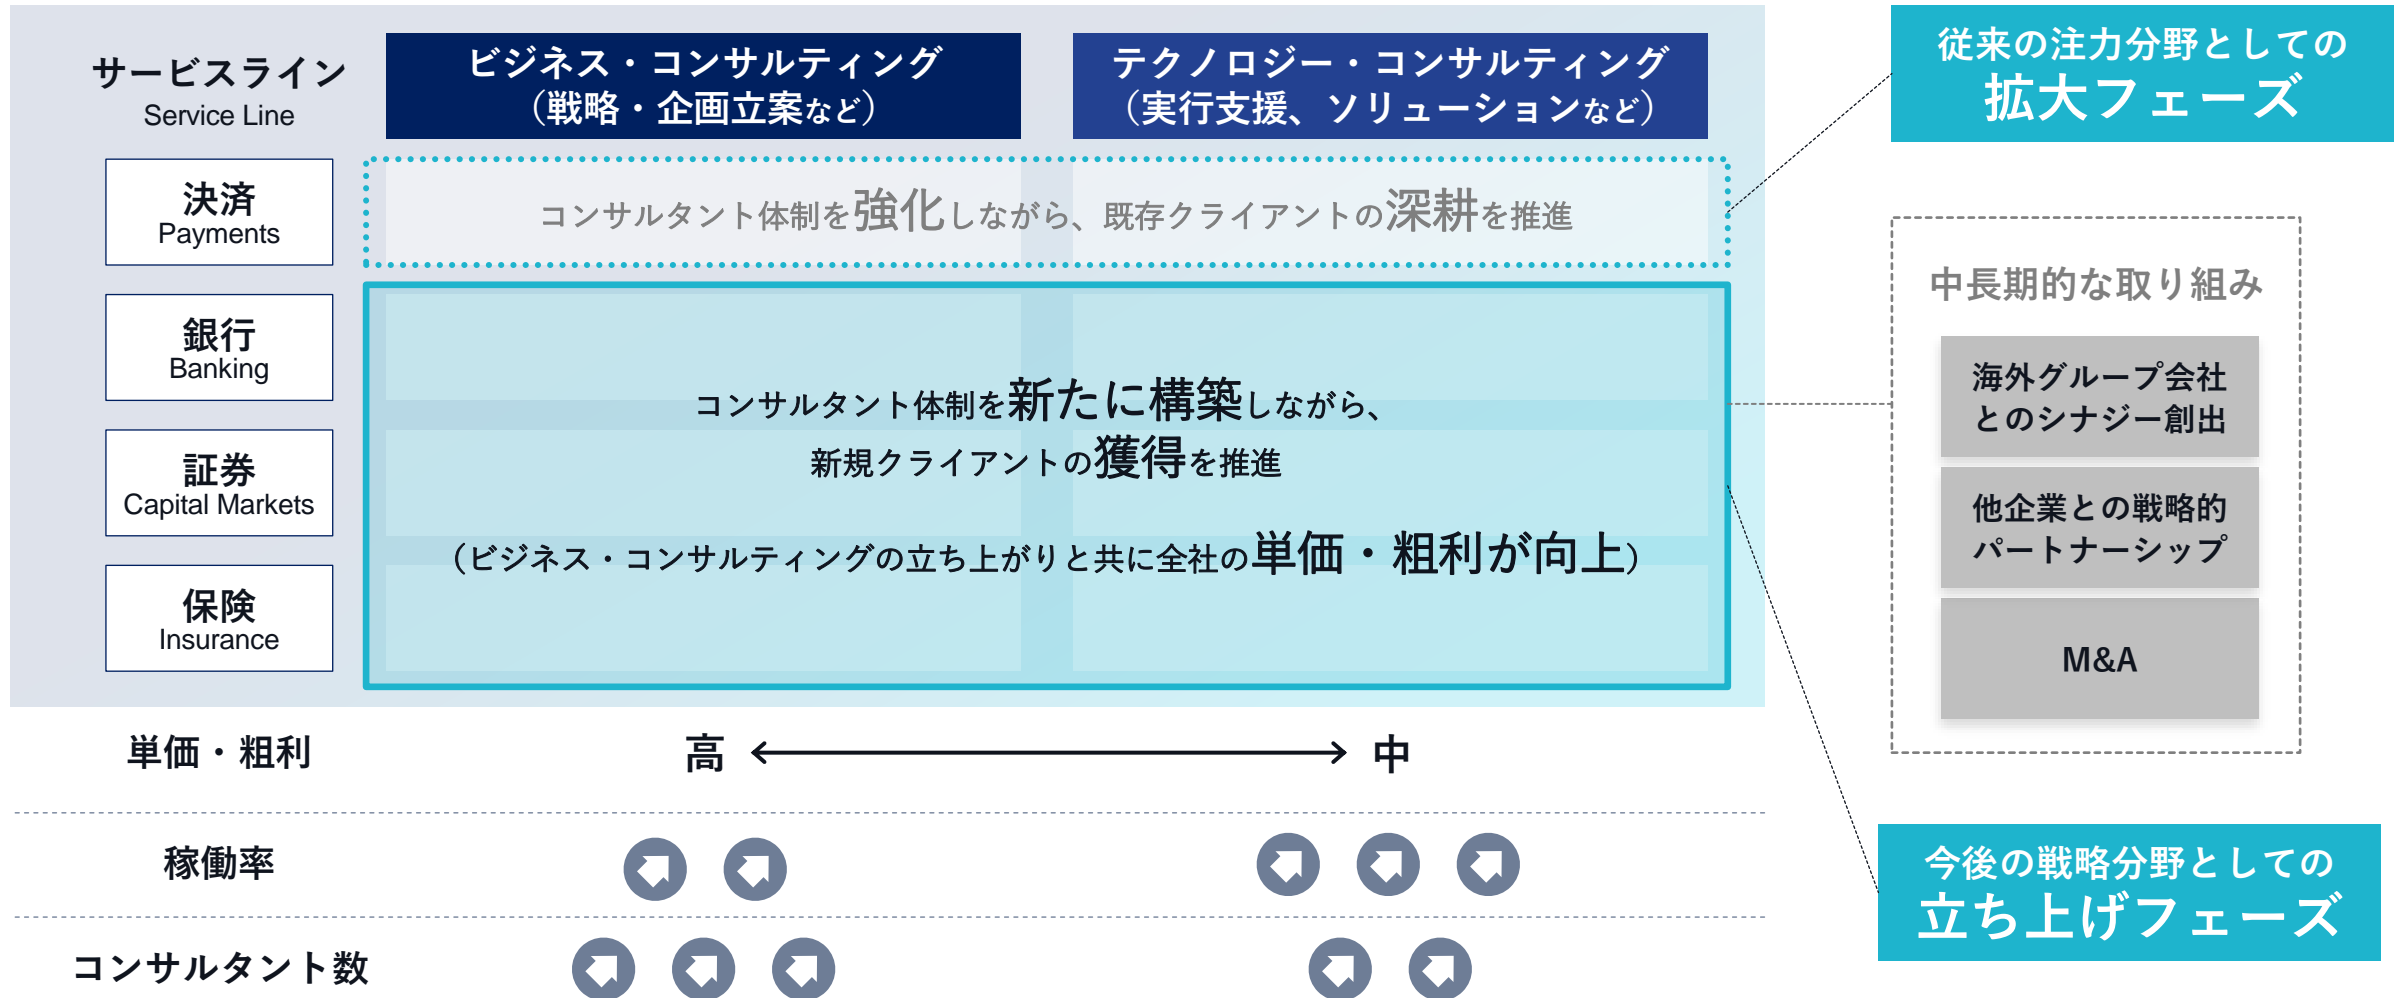 サービスライン
Service Line
ビジネス・コンサルティング
（戦略・企画立案など）
テクノロジー・コンサルティング
（実行支援、ソリューションなど）
決済
Payments
コンサルタント体制を強化しながら、既存クライアントの深耕を推進
銀行
Banking
証券
Capital Markets
保険
Insurance
コンサルタント体制を新たに構築しながら、
新規クライアントの獲得を推進
（ビジネス・コンサルティングの立ち上がりと共に全社の単価・粗利が向上）
単価・粗利
高
中
稼働率
コンサルタント数
従来の注力分野としての
拡大フェーズ
中長期的な取り組み
海外グループ会社
とのシナジー創出
他企業との戦略的
パートナーシップ
M&A
今後の戦略分野としての
立ち上げフェーズ